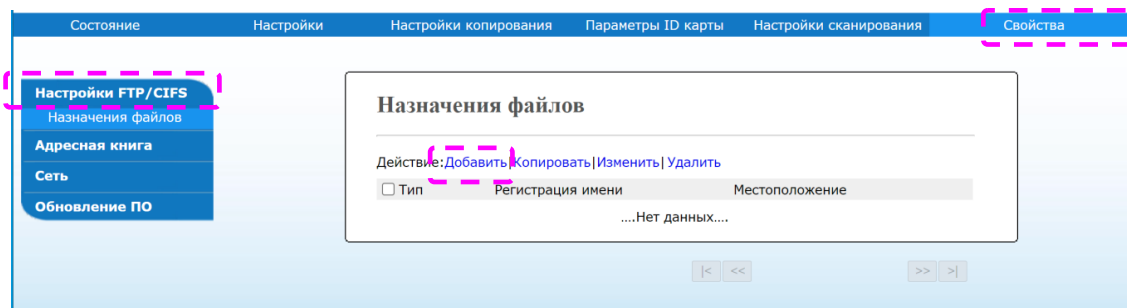 Состояние Настройки Настройки копирования Параметры ID карты Настройки сканирования Свойства
Настройки FTP/CIFS
Назначения файлов
Адресная книга
Сеть
Обновление ПО
Назначения файлов
Действие:Добавить|Копировать|Изменить| Удалить
Тип Регистрация имени Местоположение
....Нет данных....
|< << >> >|